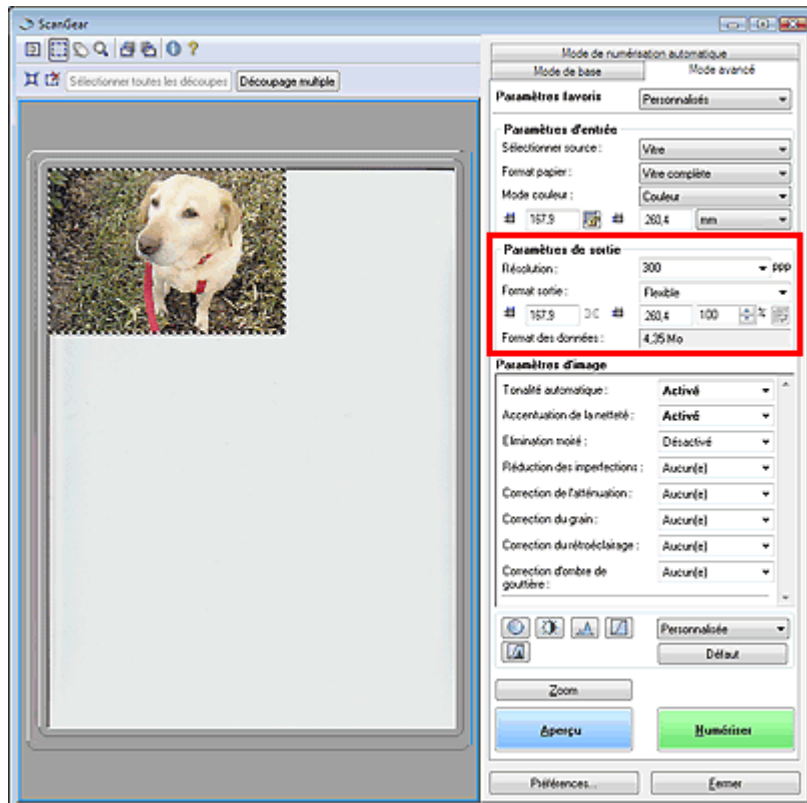 ScanGear
Sélectionner toutes les découpes Découpage multiple
Mode de numérisation automatique
Mode de base Mode avancé
Paramètres favoris Personnalisés
Paramètres d'entrée
Sélectionner source : Vitre
Format papier : Vitre complète
Mode couleur : Couleur
167,9 260,4 mm
Paramètres de sortie
Résolution : 300 ppp
Format sortie : Flexible
167,9 260,4 100 %
Format des données : 4,35 Mo
Paramètres d'image
Tonalité automatique : Activé
Accentuation de la netteté : Activé
Elimination moiré : Désactivé
Réduction des imperfections : Aucun(e)
Correction de l'atténuation : Aucun(e)
Correction du grain : Aucun(e)
Correction du rétroéclairage : Aucun(e)
Correction d'ombre de
gouttière : Aucun(e)
Personnalisée
Défaut
Zoom
Aperçu Numériser
Préférences... Fermer